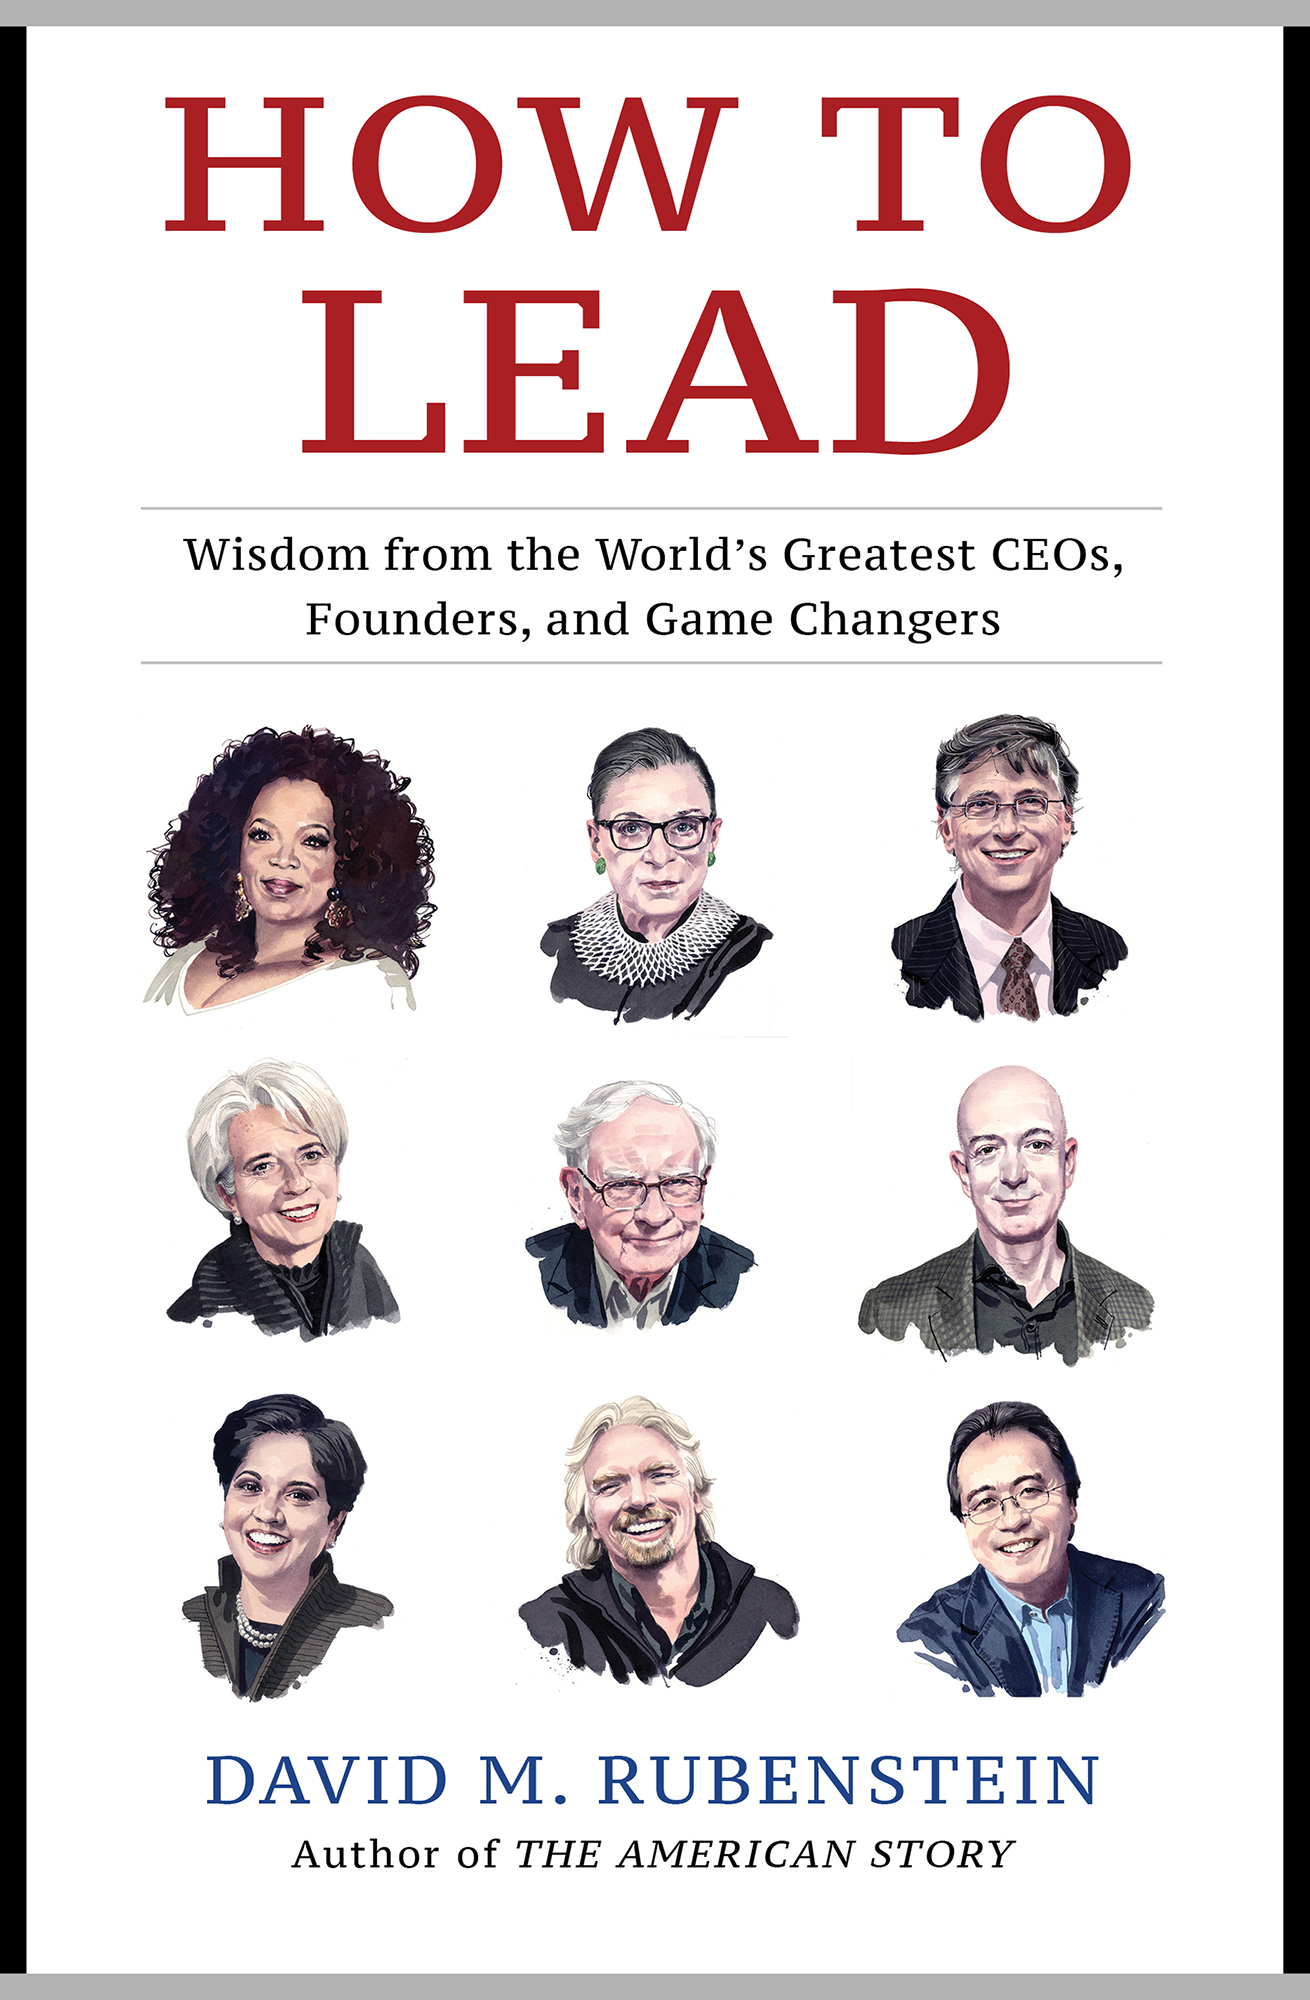 HOW TO
LEAD
Wisdom from the World’s Greatest CEOs,
Founders, and Game Changers
DAVID M. RUBENSTEIN
Author of THE AMERICAN STORY